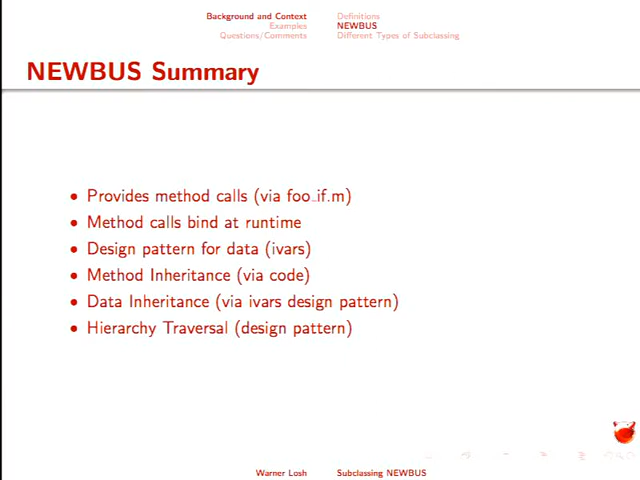 Background and Context
Examples
Questions/Comments
Definitions
NEWBUS
Different Types of Subclassing
NEWBUS Summary
• Provides method calls (via foo_if.m)
• Method calls bind at runtime
• Design pattern for data (ivars)
• Method Inheritance (via code)
• Data Inheritance (via ivars design pattern)
• Hierarchy Traversal (design pattern)
Warner Losh
Subclassing NEWBUS